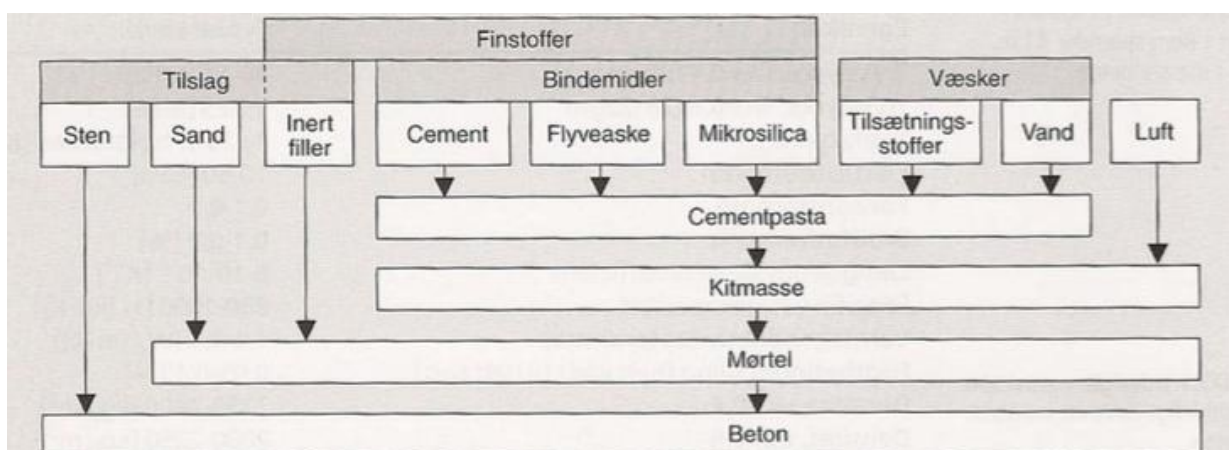 Finstoffer
Tilslag
Bindemidler
Væsker
Sten
Sand
Inert
filler
Cement
Flyveaske
Mikrosilica
Tilsætnings-
stoffer
Vand
Luft
Cementpasta
Kitmasse
Mørtel
Beton